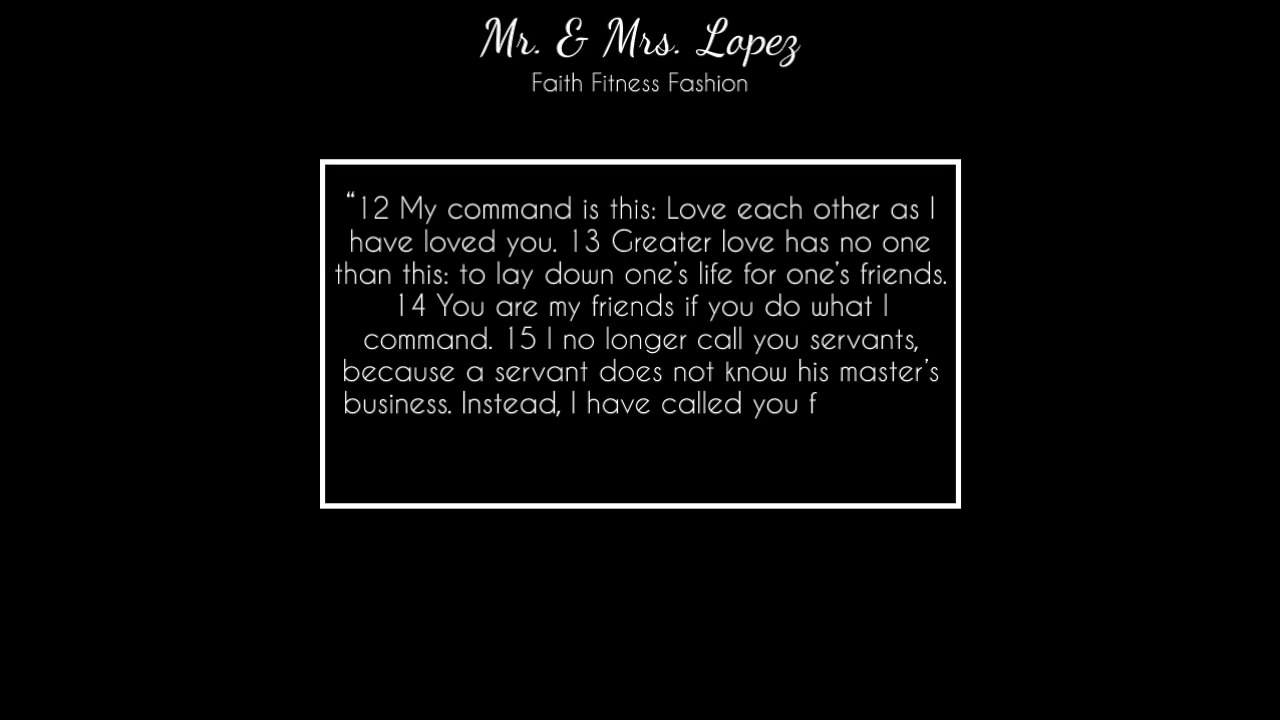 Mr. & Mrs. Lopez
Faith Fitness Fashion
“12 My command is this: Love each other as I
have loved you. 13 Greater love has no one
than this: to lay down one’s life for one’s friends.
14 You are my friends if you do what I
command. 15 I no longer call you servants,
because a servant does not know his master’s
business. Instead, I have called you f